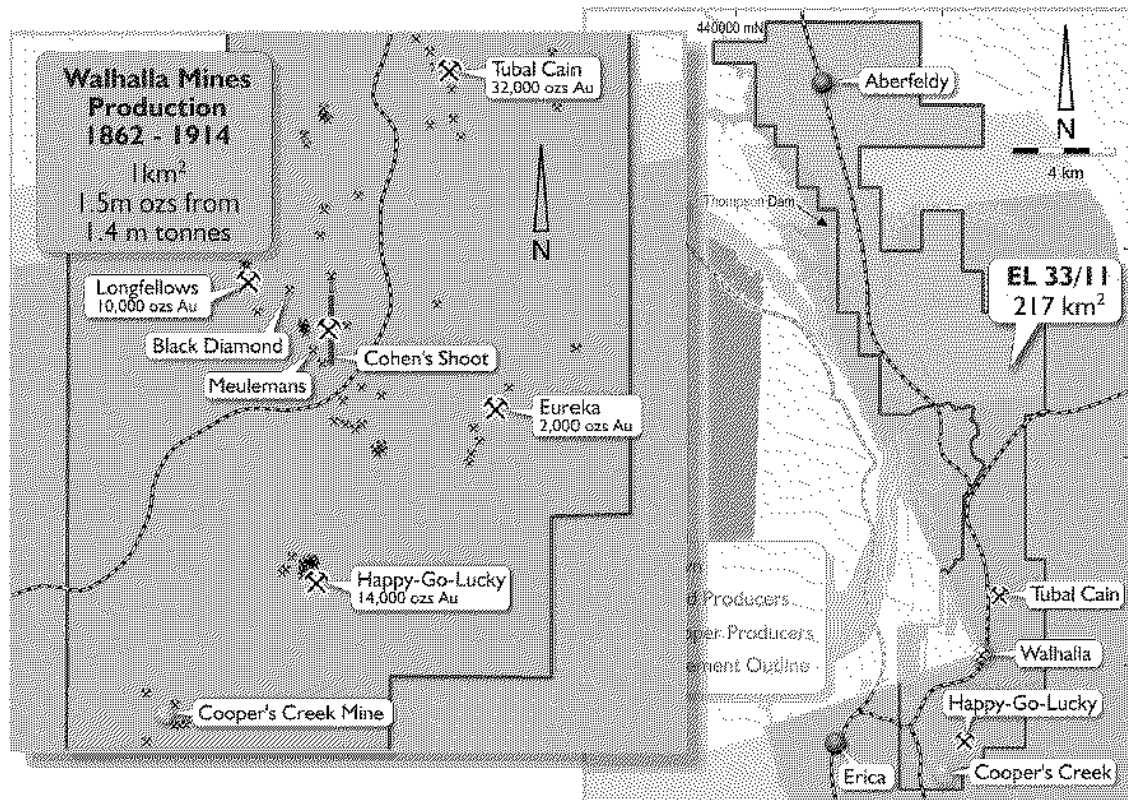 Walhalla Mines
Production
1862 - 1914
1km²
1.5m ozs from
1.4 m tonnes
Tubal Cain
32,000 ozs Au
N
Longfellows
10,000 ozs Au
Black Diamond
Meulemans
Cohen's Shoot
Eureka
2,000 ozs Au
Happy-Go-Lucky
14,000 ozs Au
Cooper's Creek Mine
440000 mN
Aberfeldy
N
4 km
Thompson Dam
EL 33/11
217 km²
Producers
Producers
Outline
Tubal Cain
Walhalla
Happy-Go-Lucky
Cooper's Creek
Erica